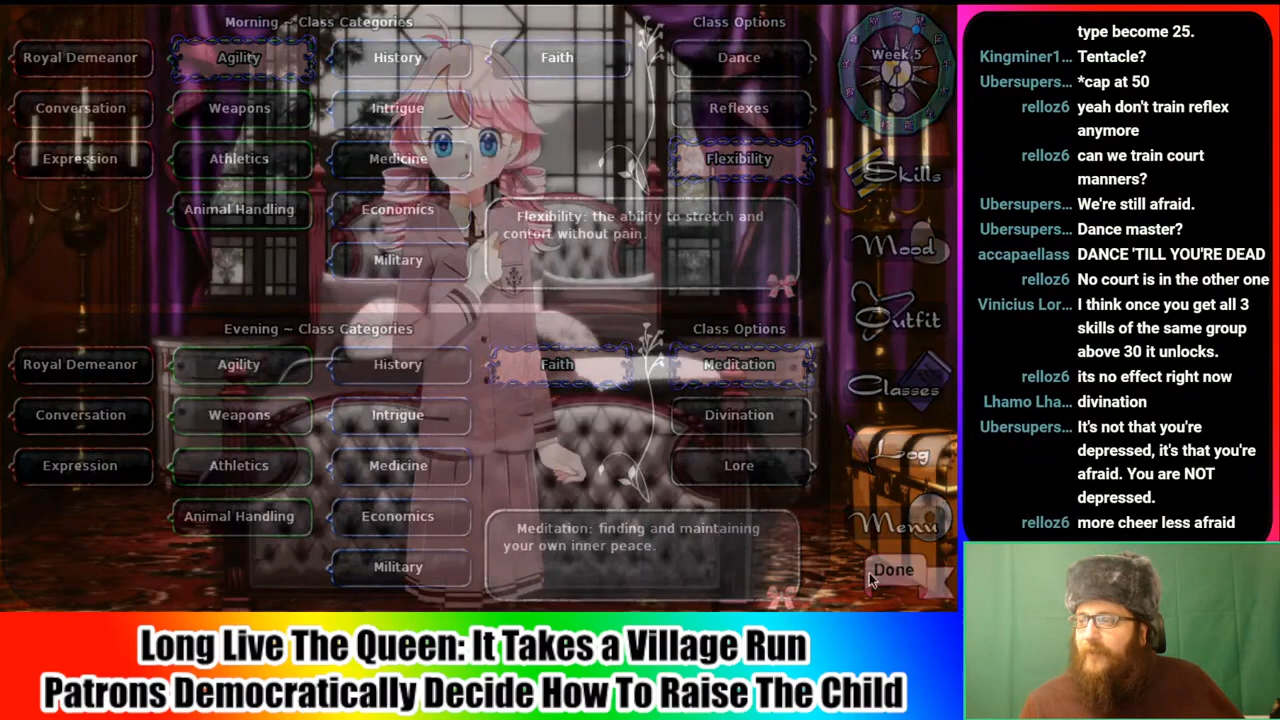 Morning ~ Class Categories
Class Options
Royal Demeanor
Agility
History
Faith
Dance
Conversation
Weapons
Intrigue
Reflexes
Expression
Athletics
Medicine
Flexibility
Animal Handling
Economics
Military
Flexibility: the ability to stretch and
contort without pain.
Evening ~ Class Categories
Class Options
Royal Demeanor
Agility
History
Faith
Meditation
Conversation
Weapons
Intrigue
Divination
Expression
Athletics
Medicine
Lore
Animal Handling
Economics
Military
Meditation: finding and maintaining
your own inner peace.
Week 5
Skills
Mood
Outfit
Classes
Log
Menu
Done
type become 25.
Kingminer1… Tentacle?
Ubersupers… *cap at 50
relloz6 yeah don't train reflex
anymore
relloz6 can we train court
manners?
Ubersupers… We're still afraid.
Ubersupers… Dance master?
accapaellass DANCE 'TILL YOU'RE DEAD
relloz6 No court is in the other one
Vinicius Lor… I think once you get all 3
skills of the same group
above 30 it unlocks.
relloz6 its no effect right now
Lhamo Lha… divination
Ubersupers… It's not that you're
depressed, it's that you're
afraid. You are NOT
depressed.
relloz6 more cheer less afraid
Long Live The Queen: It Takes a Village Run
Patrons Democratically Decide How To Raise The Child